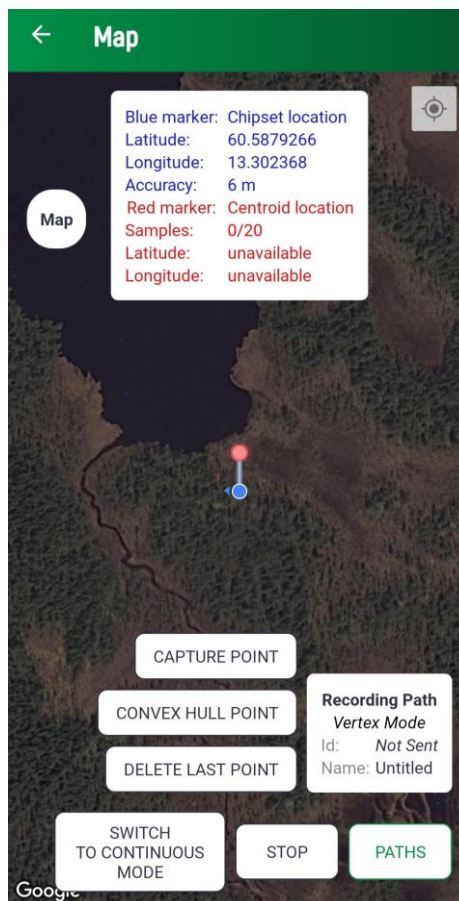 Map
Blue marker: Chipset location
Latitude: 60.5879266
Longitude: 13.302368
Accuracy: 6 m
Red marker: Centroid location
Samples: 0/20
Latitude: unavailable
Longitude: unavailable
Map
CAPTURE POINT
CONVEX HULL POINT
DELETE LAST POINT
Recording Path
Vertex Mode
Id: Not Sent
Name: Untitled
SWITCH
TO CONTINUOUS
MODE
STOP
PATHS
Google